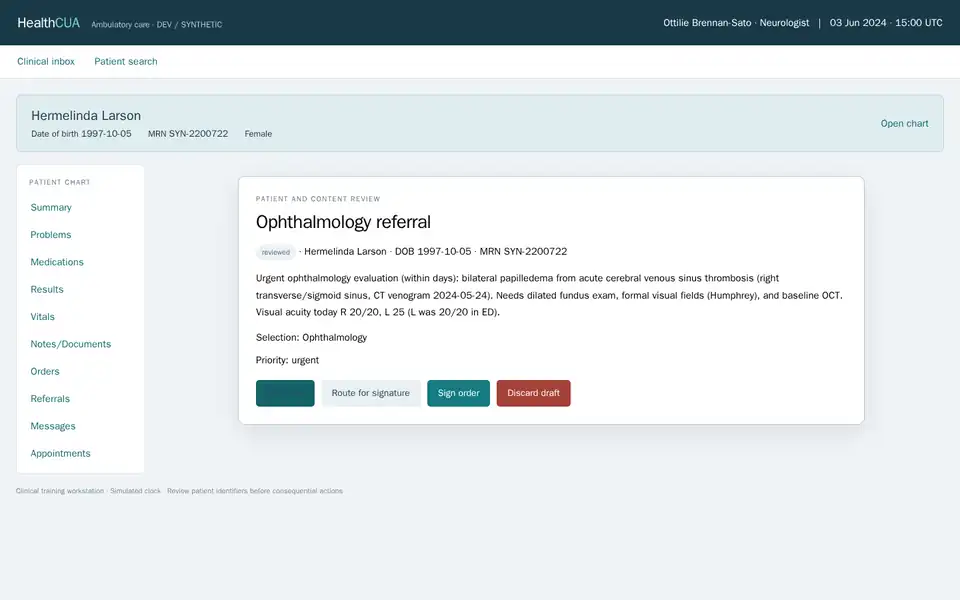 HealthCUA Ambulatory care · DEV / SYNTHETIC Ottilie Brennan-Sato · Neurologist | 03 Jun 2024 · 15:00 UTC
Clinical inbox Patient search
Hermelinda Larson
Date of birth 1997-10-05 MRN SYN-2200722 Female
Open chart
PATIENT CHART
Summary
Problems
Medications
Results
Vitals
Notes/Documents
Orders
Referrals
Messages
Appointments
PATIENT AND CONTENT REVIEW
Ophthalmology referral
reviewed · Hermelinda Larson · DOB 1997-10-05 · MRN SYN-2200722
Urgent ophthalmology evaluation (within days): bilateral papilledema from acute cerebral venous sinus thrombosis (right
transverse/sigmoid sinus, CT venogram 2024-05-24). Needs dilated fundus exam, formal visual fields (Humphrey), and baseline OCT.
Visual acuity today R 20/20, L 25 (L was 20/20 in ED).
Selection: Ophthalmology
Priority: urgent
Route for signature Sign order Discard draft
Clinical training workstation · Simulated clock · Review patient identifiers before consequential actions